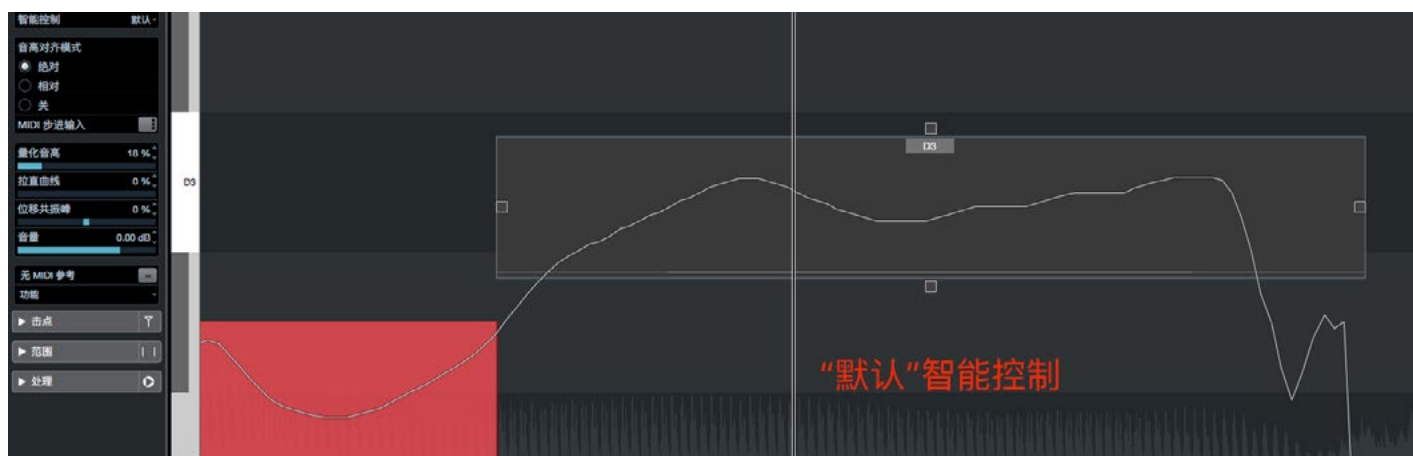 智能控制 默认
音高对齐模式
绝对
相对
关
MIDI 步进输入
量化音高 18 %
拉直曲线 0 %
位移共振峰 0 %
音量 0.00 dB
无 MIDI 参考
功能
击点
范围
处理
D3
D3
“默认”智能控制